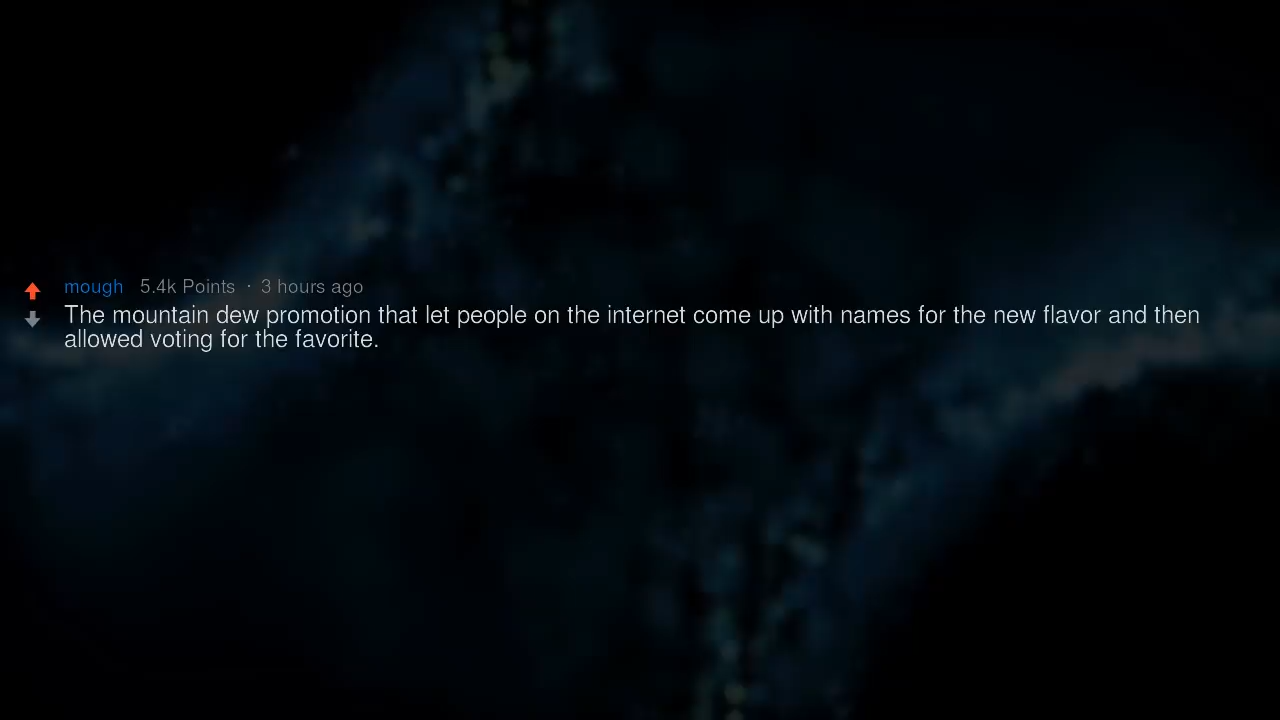 mough 5.4k Points · 3 hours ago
The mountain dew promotion that let people on the internet come up with names for the new flavor and then
allowed voting for the favorite.